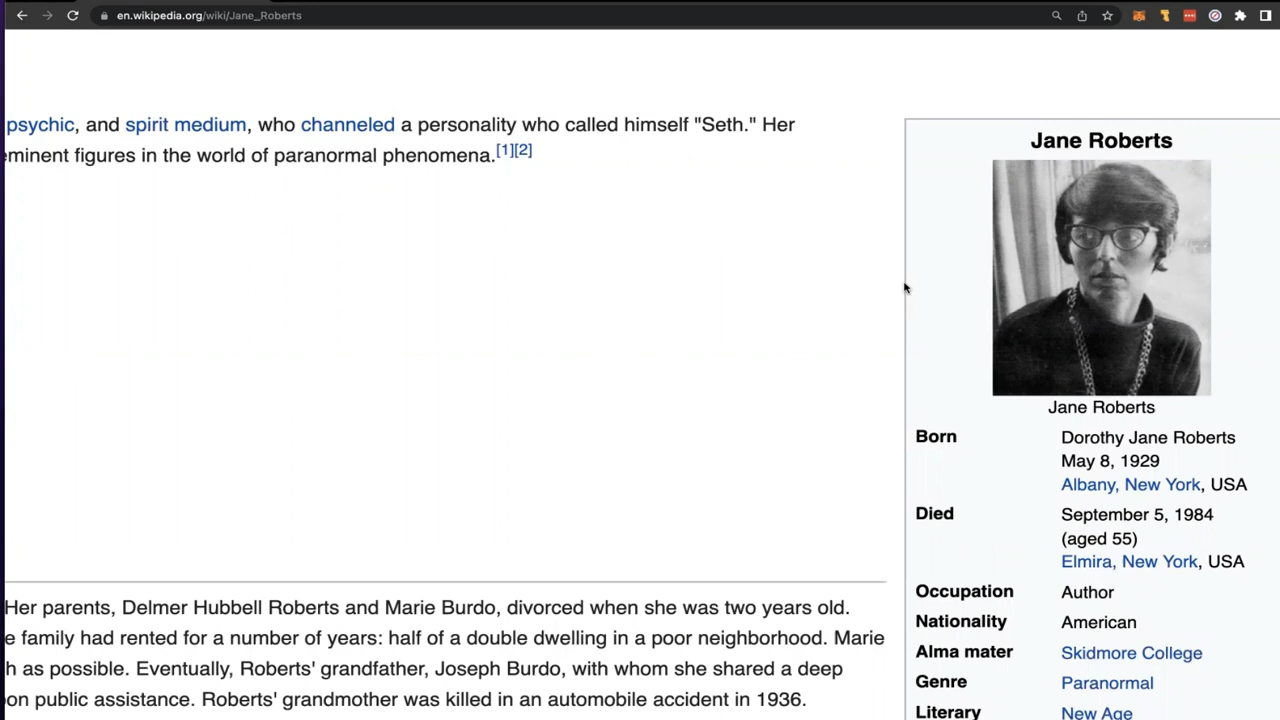 en.wikipedia.org/wiki/Jane_Roberts
psychic, and spirit medium, who channeled a personality who called himself "Seth." Her
eminent figures in the world of paranormal phenomena.[1][2]
Her parents, Delmer Hubbell Roberts and Marie Burdo, divorced when she was two years old.
e family had rented for a number of years: half of a double dwelling in a poor neighborhood. Marie
h as possible. Eventually, Roberts' grandfather, Joseph Burdo, with whom she shared a deep
on public assistance. Roberts' grandmother was killed in an automobile accident in 1936.
Jane Roberts
Jane Roberts
Born Dorothy Jane Roberts
May 8, 1929
Albany, New York, USA
Died September 5, 1984
(aged 55)
Elmira, New York, USA
Occupation Author
Nationality American
Alma mater Skidmore College
Genre Paranormal
Literary New Age